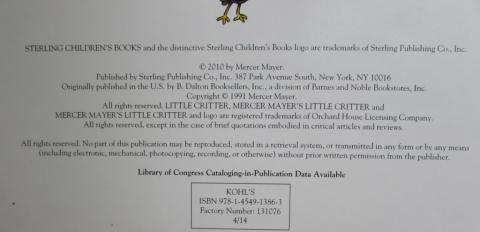 STERLING CHILDREN'S BOOKS and the distinctive Sterling Children's Books logo are trademarks of Sterling Publishing Co., Inc.
© 2010 by Mercer Mayer.
Published by Sterling Publishing Co., Inc. 387 Park Avenue South, New York, NY 10016
Originally published in the U.S. by B. Dalton Booksellers, Inc., a division of Barnes and Noble Bookstores, Inc.
Copyright © 1991 Mercer Mayer.
All rights reserved. LITTLE CRITTER, MERCER MAYER'S LITTLE CRITTER and
MERCER MAYER'S LITTLE CRITTER and logo are registered trademarks of Orchard House Licensing Company.
All rights reserved, except in the case of brief quotations embodied in critical articles and reviews.
All rights reserved. No part of this publication may be reproduced, stored in a retrieval system, or transmitted in any form or by any means
(including electronic, mechanical, photocopying, recording, or otherwise) without prior written permission from the publisher.
Library of Congress Cataloging-in-Publication Data Available
KOHL'S
ISBN 978-1-4549-1386-3
Factory Number: 131076
4/14